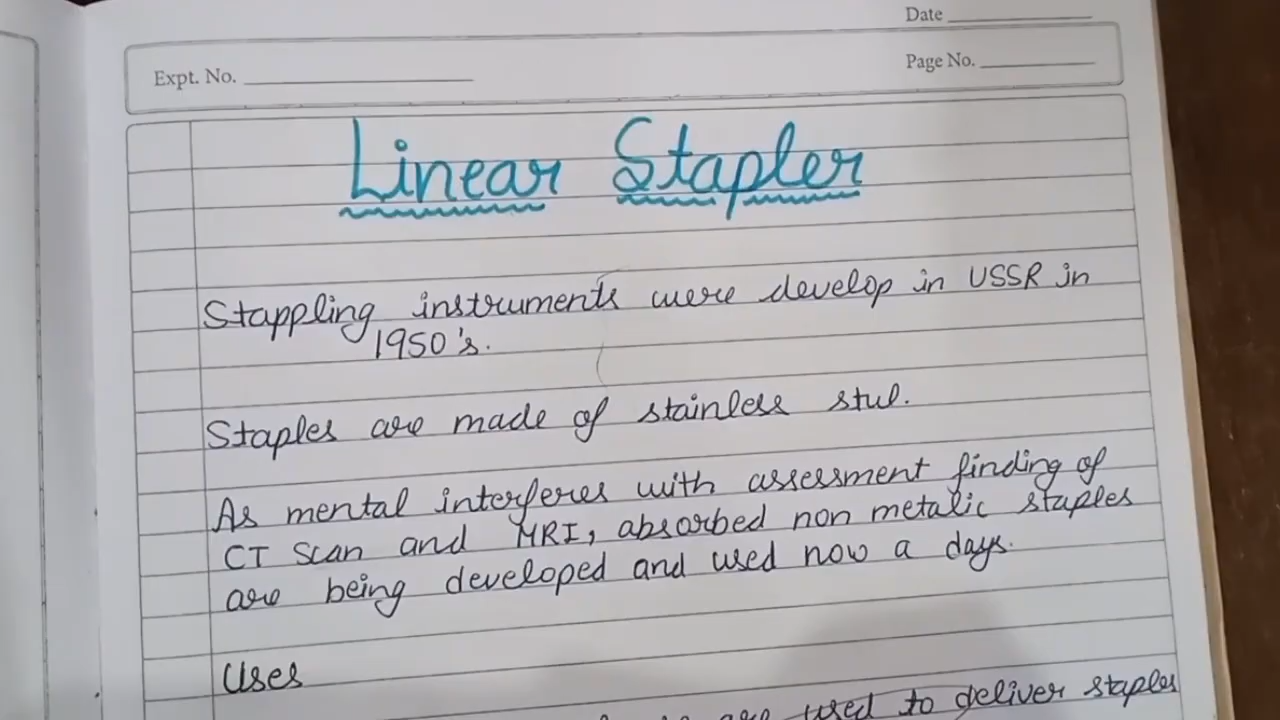 Date
Expt. No.
Page No.
Linear Stapler
Stappling instruments were develop in USSR in
1950's.
Staples are made of stainless stul.
As mental interferes with assessment finding of
CT Scan and MRI, absorbed non metalic staples
are being developed and used now a days.
Uses
are used to deliver staples